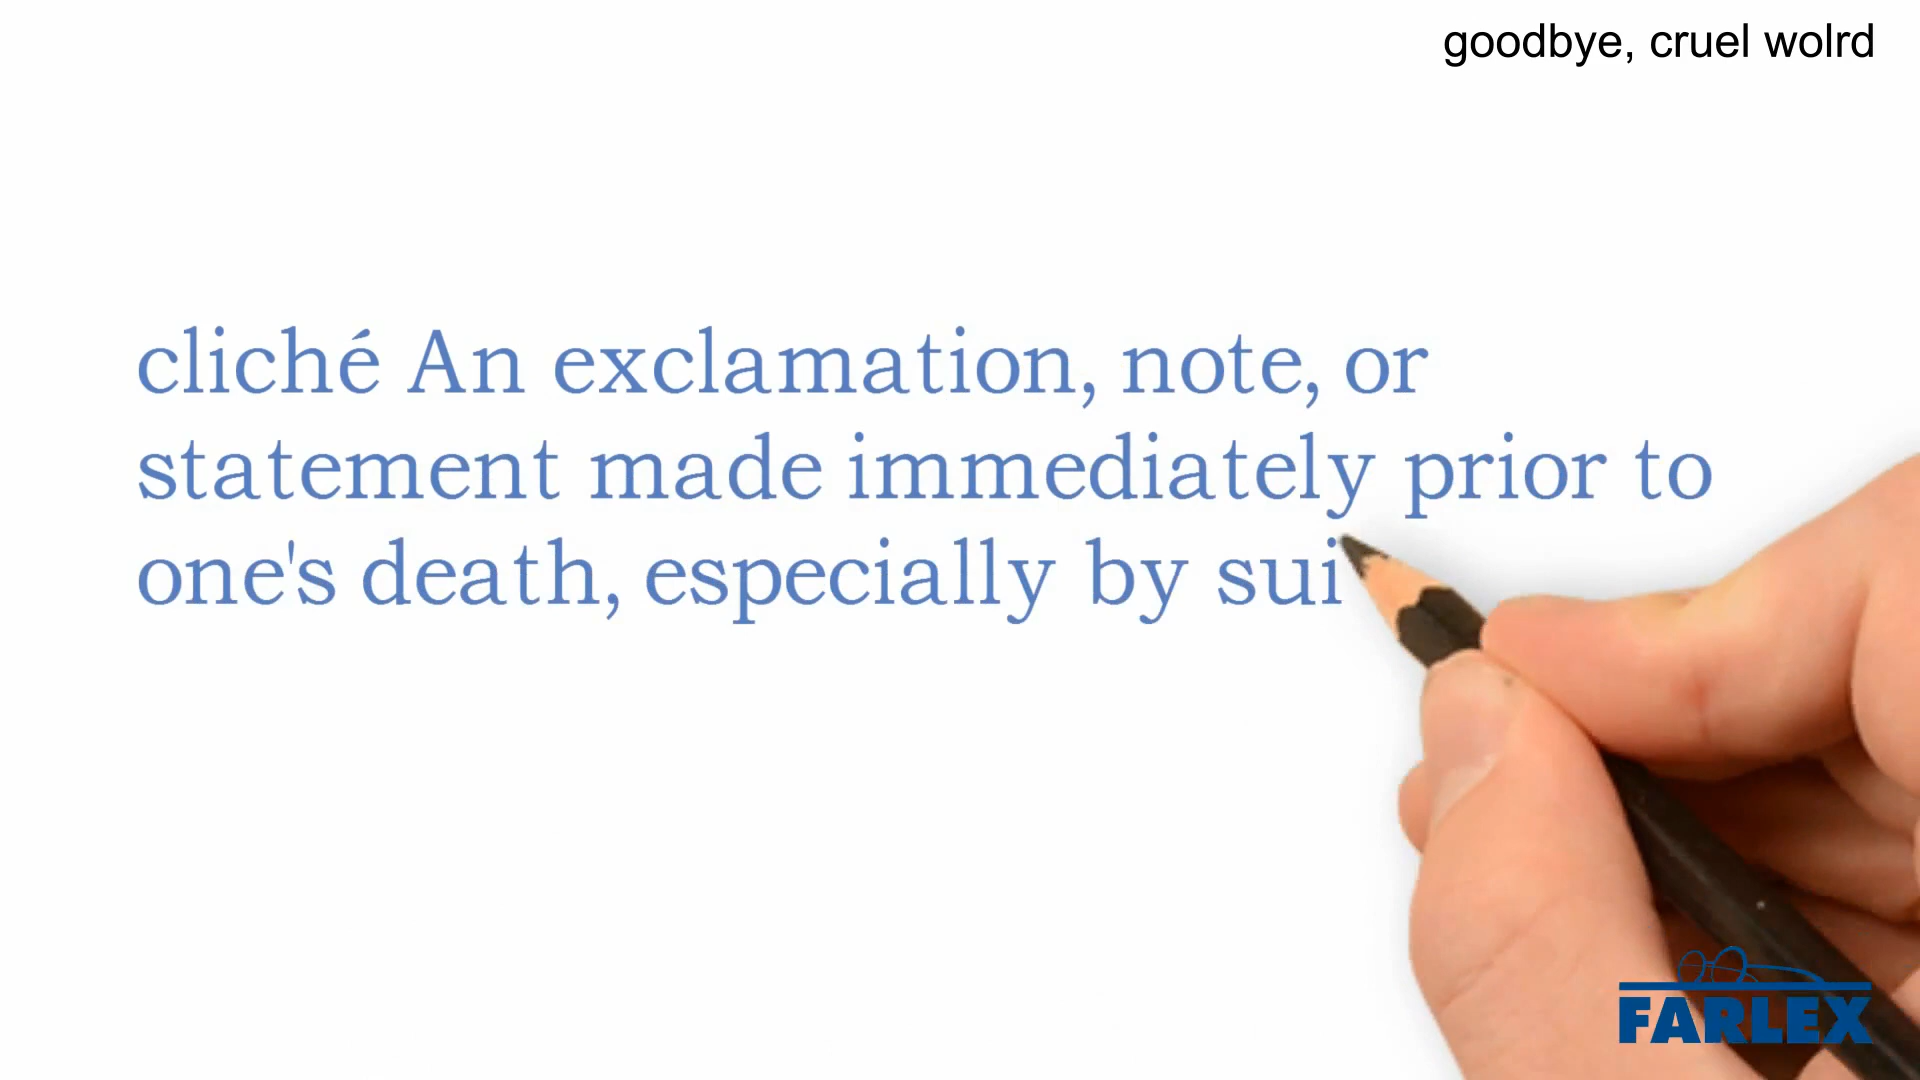 goodbye, cruel wolrd
cliché An exclamation, note, or
statement made immediately prior to
one's death, especially by sui
FARLEX